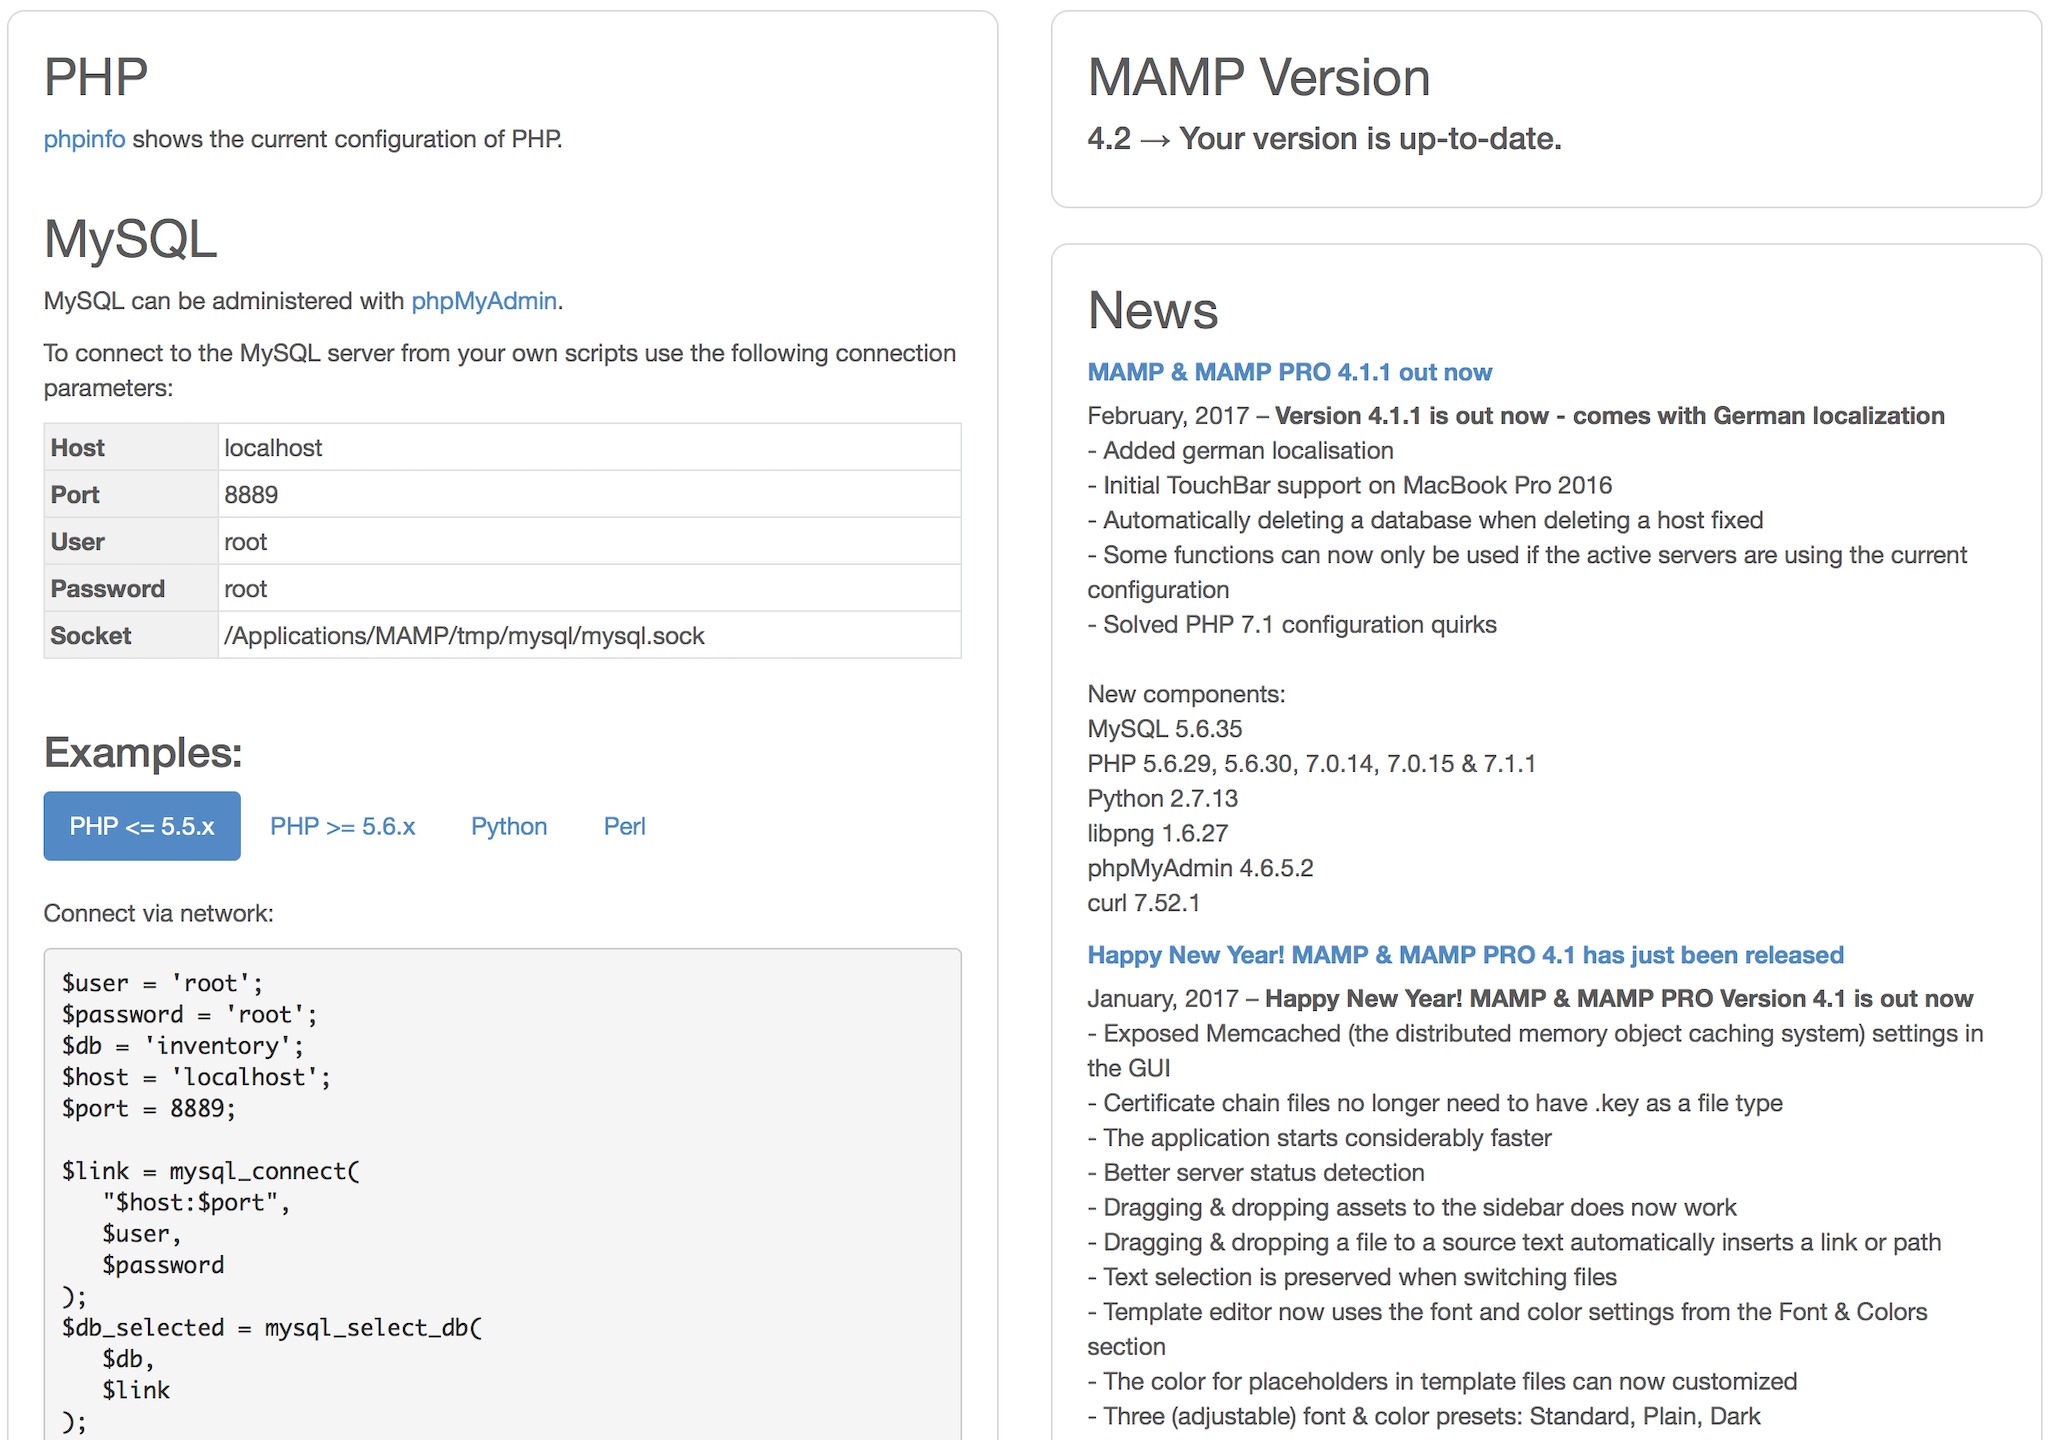 PHP
phpinfo shows the current configuration of PHP.
MySQL
MySQL can be administered with phpMyAdmin.
To connect to the MySQL server from your own scripts use the following connection
parameters:
Host localhost
Port 8889
User root
Password root
Socket /Applications/MAMP/tmp/mysql/mysql.sock
Examples:
PHP <= 5.5.x PHP >= 5.6.x Python Perl
Connect via network:
$user = 'root';
$password = 'root';
$db = 'inventory';
$host = 'localhost';
$port = 8889;
$link = mysql_connect(
"$host:$port",
$user,
$password
);
$db_selected = mysql_select_db(
$db,
$link
);
MAMP Version
4.2 → Your version is up-to-date.
News
MAMP & MAMP PRO 4.1.1 out now
February, 2017 – Version 4.1.1 is out now - comes with German localization
- Added german localisation
- Initial TouchBar support on MacBook Pro 2016
- Automatically deleting a database when deleting a host fixed
- Some functions can now only be used if the active servers are using the current
configuration
- Solved PHP 7.1 configuration quirks
New components:
MySQL 5.6.35
PHP 5.6.29, 5.6.30, 7.0.14, 7.0.15 & 7.1.1
Python 2.7.13
libpng 1.6.27
phpMyAdmin 4.6.5.2
curl 7.52.1
Happy New Year! MAMP & MAMP PRO 4.1 has just been released
January, 2017 – Happy New Year! MAMP & MAMP PRO Version 4.1 is out now
- Exposed Memcached (the distributed memory object caching system) settings in
the GUI
- Certificate chain files no longer need to have .key as a file type
- The application starts considerably faster
- Better server status detection
- Dragging & dropping assets to the sidebar does now work
- Dragging & dropping a file to a source text automatically inserts a link or path
- Text selection is preserved when switching files
- Template editor now uses the font and color settings from the Font & Colors
section
- The color for placeholders in template files can now customized
- Three (adjustable) font & color presets: Standard, Plain, Dark